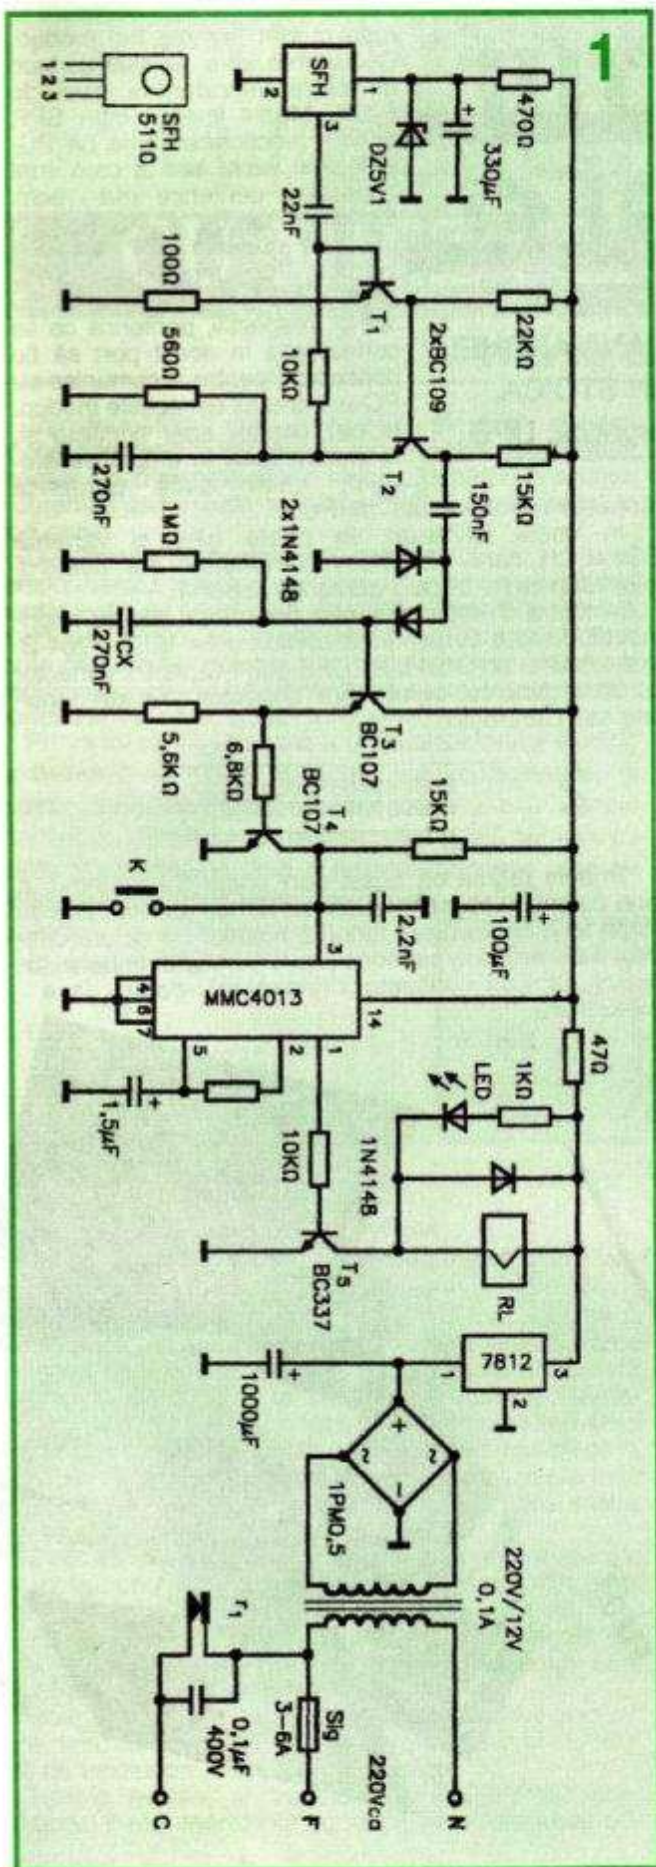 1
1 2 3
SFH
5110
SFH
1
2
3
DZ5V1
330µF
470Ω
22nF
100Ω
T1
22KΩ
560Ω
10KΩ
2xBC109
270nF
T2
15KΩ
150nF
1MΩ
2x1N4148
CX
270nF
T3
BC107
5,6KΩ
6,8KΩ
T4
BC107
15KΩ
K
2,2nF
100µF
3
MMC4013
14
4
6
7
5
2
1
1,5µF
47Ω
LED
1KΩ
10KΩ
1N4148
T5
BC337
RL
7812
1
2
3
1000µF
+
~
~
−
1PM0,5
220V/12V
0,1A
r1
0,1µF
400V
Sig
3-6A
220Vca
C
F
N